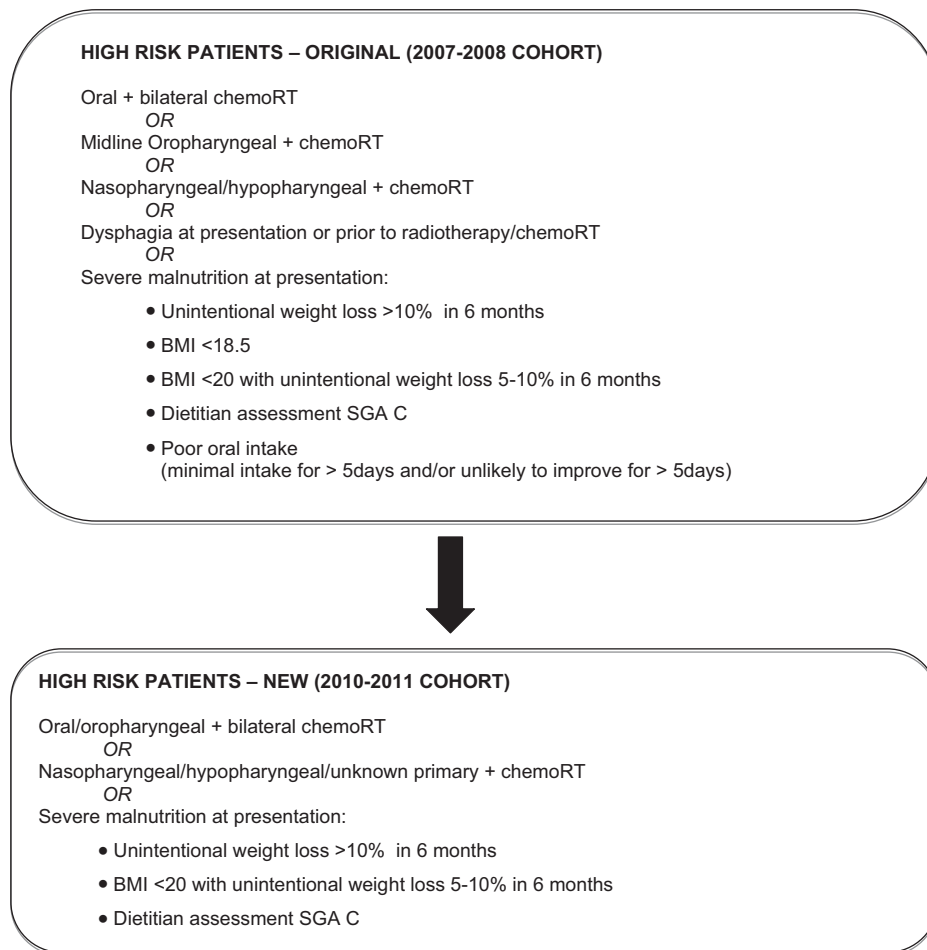 HIGH RISK PATIENTS – ORIGINAL (2007-2008 COHORT)
Oral + bilateral chemoRT
OR
Midline Oropharyngeal + chemoRT
OR
Nasopharyngeal/hypopharyngeal + chemoRT
OR
Dysphagia at presentation or prior to radiotherapy/chemoRT
OR
Severe malnutrition at presentation:
• Unintentional weight loss >10% in 6 months
• BMI <18.5
• BMI <20 with unintentional weight loss 5-10% in 6 months
• Dietitian assessment SGA C
• Poor oral intake
(minimal intake for > 5days and/or unlikely to improve for > 5days)
HIGH RISK PATIENTS – NEW (2010-2011 COHORT)
Oral/oropharyngeal + bilateral chemoRT
OR
Nasopharyngeal/hypopharyngeal/unknown primary + chemoRT
OR
Severe malnutrition at presentation:
• Unintentional weight loss >10% in 6 months
• BMI <20 with unintentional weight loss 5-10% in 6 months
• Dietitian assessment SGA C